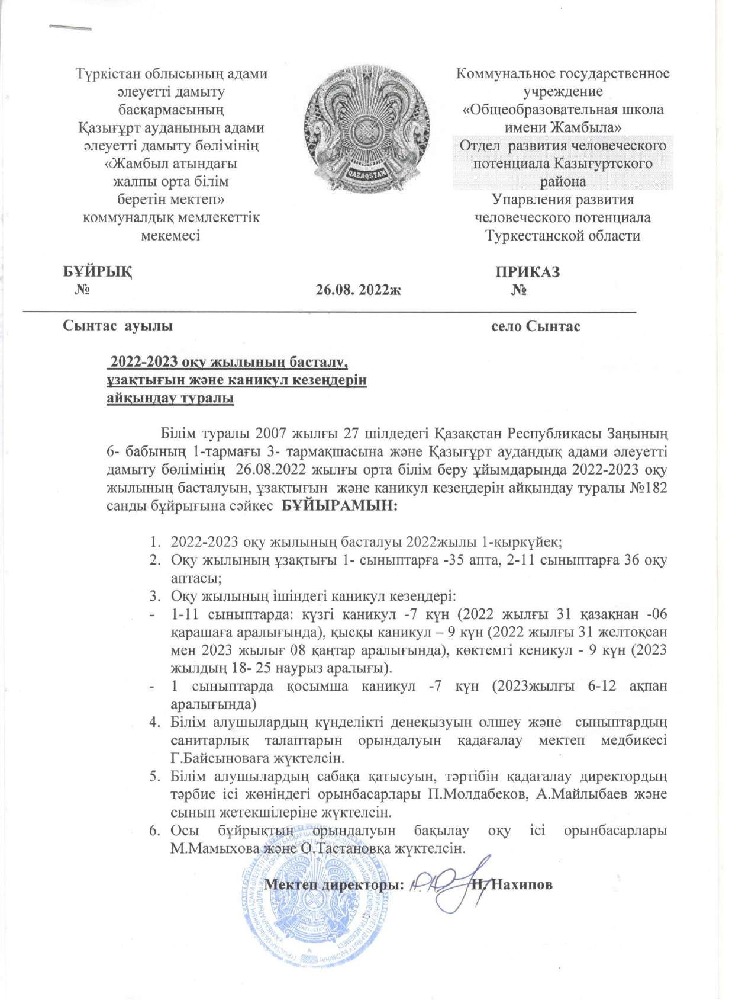 Түркістан облысының адами
әлеуетті дамыту
басқармасының
Қазығұрт ауданының адами
әлеуетті дамыту бөлімінің
«Жамбыл атындағы
жалпы орта білім
беретін мектеп»
коммуналдық мемлекеттік
мекемесі
QAZAQSTAN
Коммунальное государственное
учреждение
«Общеобразовательная школа
имени Жамбыла»
Отдел развития человеческого
потенциала Казыгуртского
района
Упарвления развития
человеческого потенциала
Туркестанской области
БҰЙРЫҚ ПРИКАЗ
№ 26.08. 2022ж №
Сынтас ауылы село Сынтас
2022-2023 оқу жылының басталу,
ұзақтығын және каникул кезеңдерін
айқындау туралы
Білім туралы 2007 жылғы 27 шілдедегі Қазақстан Республикасы Заңының
6- бабының 1-тармағы 3- тармақшасына және Қазығұрт аудандық адами әлеуетті
дамыту бөлімінің 26.08.2022 жылғы орта білім беру ұйымдарында 2022-2023 оқу
жылының басталуын, ұзақтығын және каникул кезеңдерін айқындау туралы №182
санды бұйрығына сәйкес БҰЙЫРАМЫН:
1. 2022-2023 оқу жылының басталуы 2022жылы 1-қыркүйек;
2. Оқу жылының ұзақтығы 1- сыныптарға -35 апта, 2-11 сыныптарға 36 оқу
аптасы;
3. Оқу жылының ішіндегі каникул кезеңдері:
- 1-11 сыныптарда: күзгі каникул -7 күн (2022 жылғы 31 қазақнан -06
қарашаға аралығында), қысқы каникул – 9 күн (2022 жылғы 31 желтоқсан
мен 2023 жылығ 08 қаңтар аралығында), көктемгі кеникул - 9 күн (2023
жылдың 18- 25 наурыз аралығы).
- 1 сыныптарда қосымша каникул -7 күн (2023жылғы 6-12 ақпан
аралығында)
4. Білім алушылардың күнделікті денеқызуын өлшеу және сыныптардың
санитарлық талаптарын орындалуын қадағалау мектеп медбикесі
Г.Байсыноваға жүктелсін.
5. Білім алушылардың сабақа қатысуын, тәртібін қадағалау директордың
тәрбие ісі жөніндегі орынбасарлары П.Молдабеков, А.Майлыбаев және
сынып жетекшілеріне жүктелсін.
6. Осы бұйрықтың орындалуын бақылау оқу ісі орынбасарлары
М.Мамыхова және О.Тастановқа жүктелсін.
Мектеп директоры: Н. Нахипов